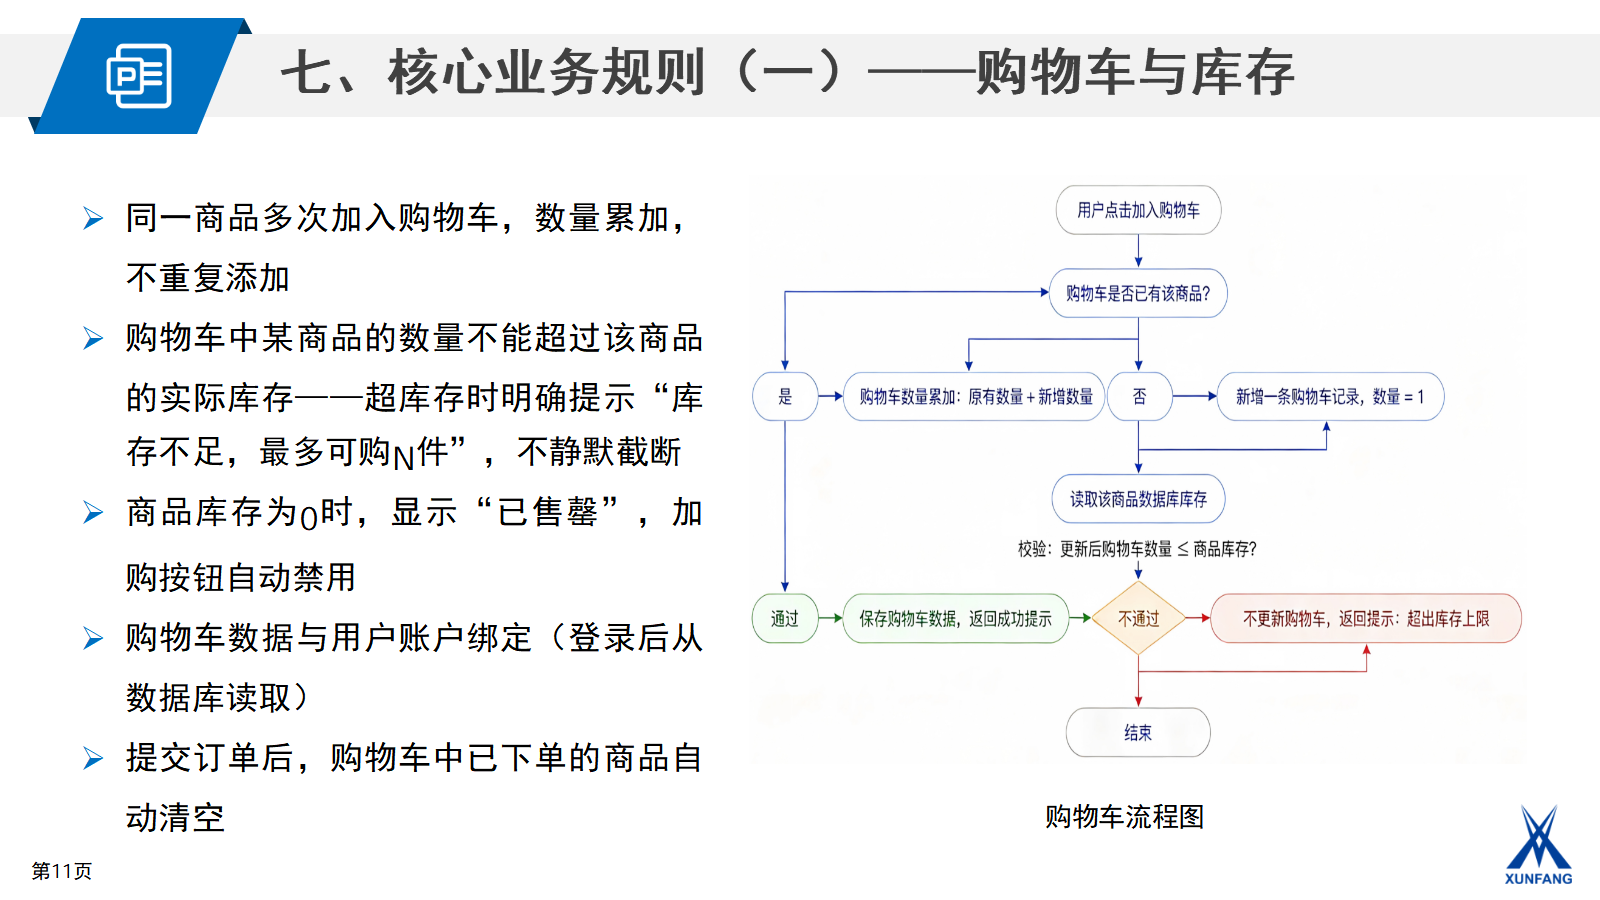 七、核心业务规则（一）——购物车与库存
同一商品多次加入购物车，数量累加，
不重复添加
购物车中某商品的数量不能超过该商品
的实际库存——超库存时明确提示“库
存不足，最多可购N件”，不静默截断
商品库存为0时，显示“已售罄”，加
购按钮自动禁用
购物车数据与用户账户绑定（登录后从
数据库读取）
提交订单后，购物车中已下单的商品自
动清空
用户点击加入购物车
购物车是否已有该商品?
是
购物车数量累加：原有数量 + 新增数量
否
新增一条购物车记录，数量 = 1
读取该商品数据库库存
校验：更新后购物车数量 ≤ 商品库存?
通过
保存购物车数据，返回成功提示
不通过
不更新购物车，返回提示：超出库存上限
结束
购物车流程图
第11页
XUNFANG